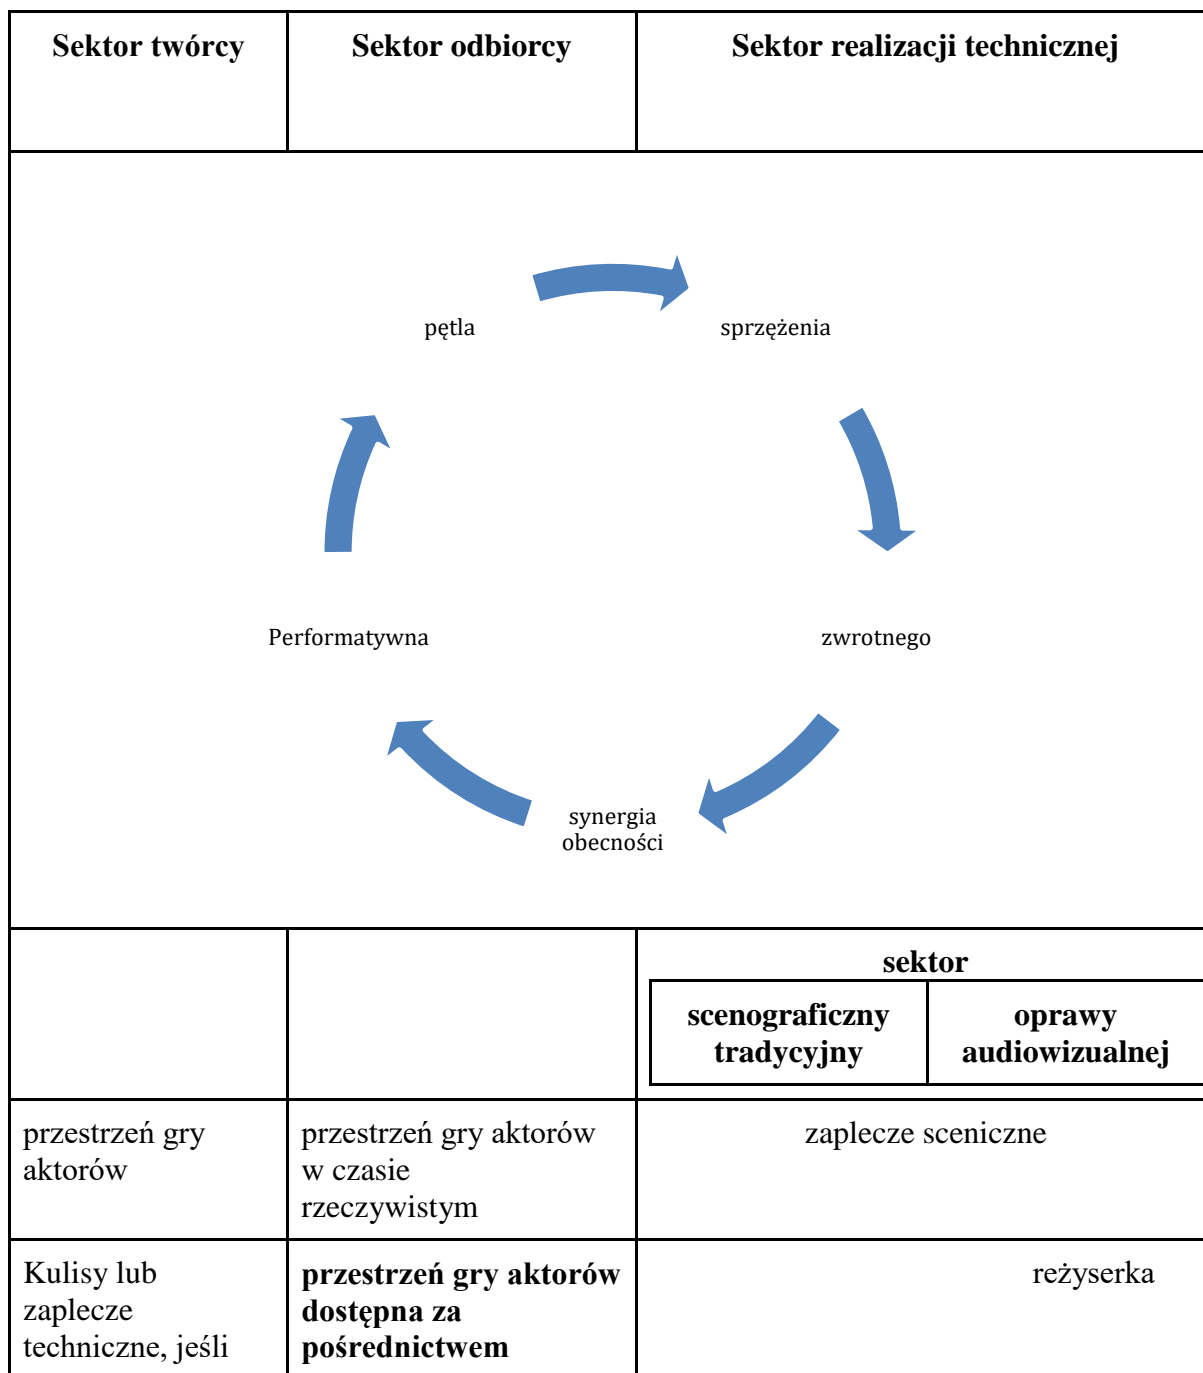 Sektor twórcy
Sektor odbiorcy
Sektor realizacji technicznej
pętla
sprzężenia
Performatywna
zwrotnego
synergia
obecności
sektor
scenograficzny
tradycyjny
oprawy
audiowizualnej
przestrzeń gry
aktorów
przestrzeń gry aktorów
w czasie
rzeczywistym
zaplecze sceniczne
Kulisy lub
zaplecze
techniczne, jeśli
przestrzeń gry aktorów
dostępna za
pośrednictwem
reżyserka